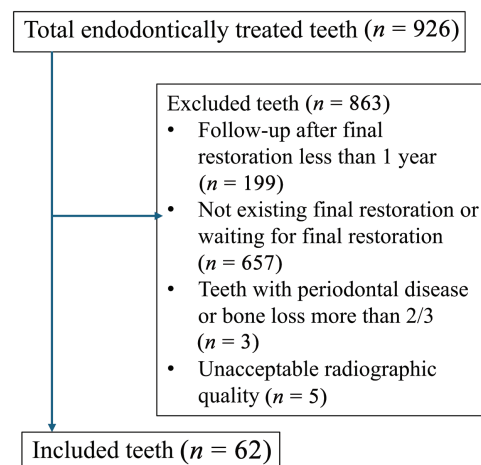 Total endodontically treated teeth (n = 926)
Excluded teeth (n = 863)
• Follow-up after final
restoration less than 1 year
(n = 199)
• Not existing final restoration or
waiting for final restoration
(n = 657)
• Teeth with periodontal disease
or bone loss more than 2/3
(n = 3)
• Unacceptable radiographic
quality (n = 5)
Included teeth (n = 62)